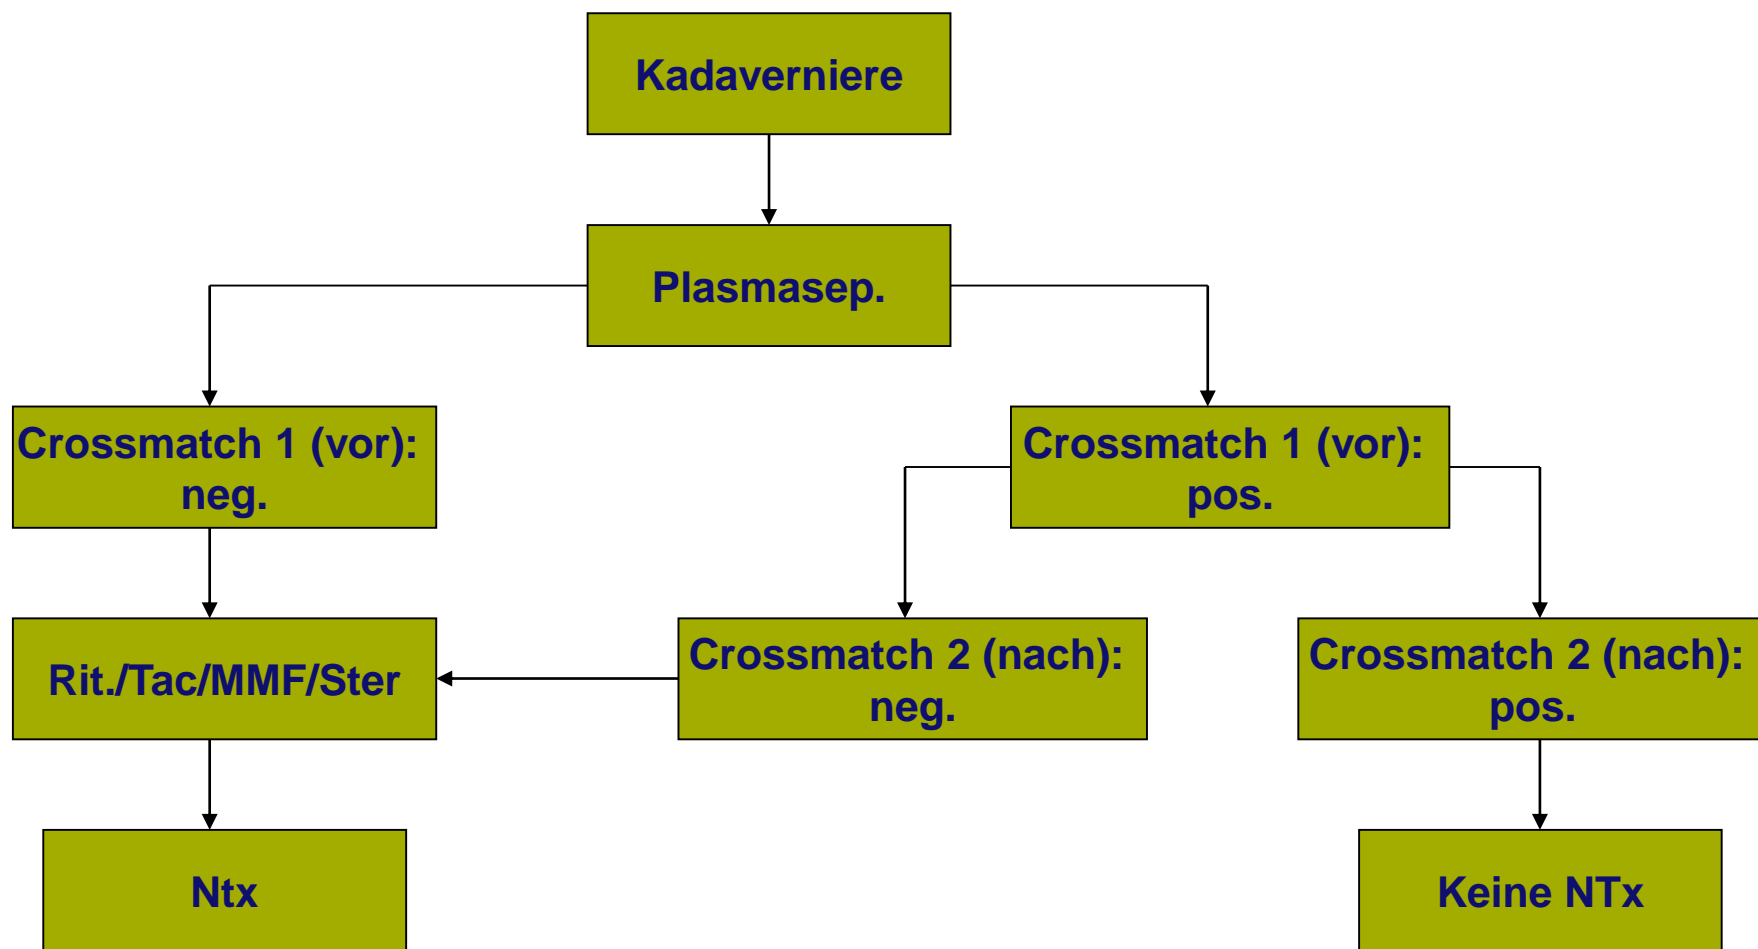 Kadaverniere
Plasmasep.
Crossmatch 1 (vor):
neg.
Crossmatch 1 (vor):
pos.
Rit./Tac/MMF/Ster
Crossmatch 2 (nach):
neg.
Crossmatch 2 (nach):
pos.
Ntx
Keine NTx